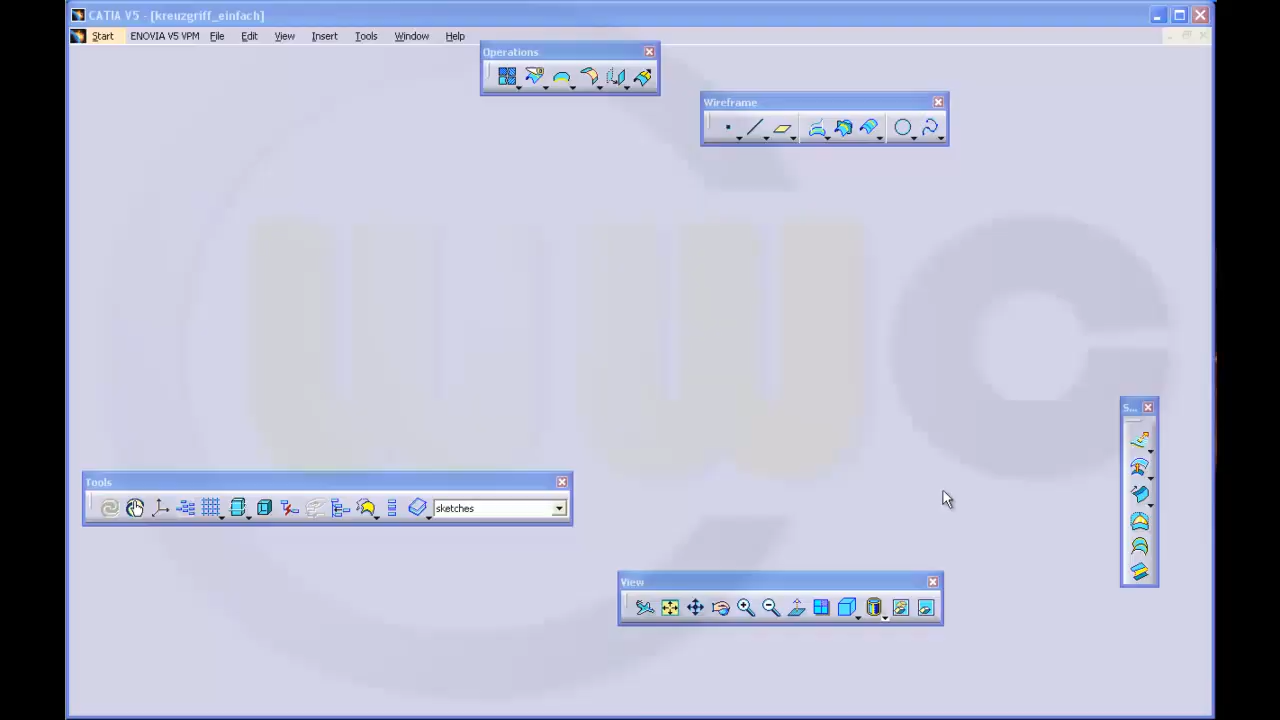 CATIA V5 - [kreuzgriff_einfach]
Start ENOVIA V5 VPM File Edit View Insert Tools Window Help
Operations
Wireframe
S...
Tools
sketches
View
wwc